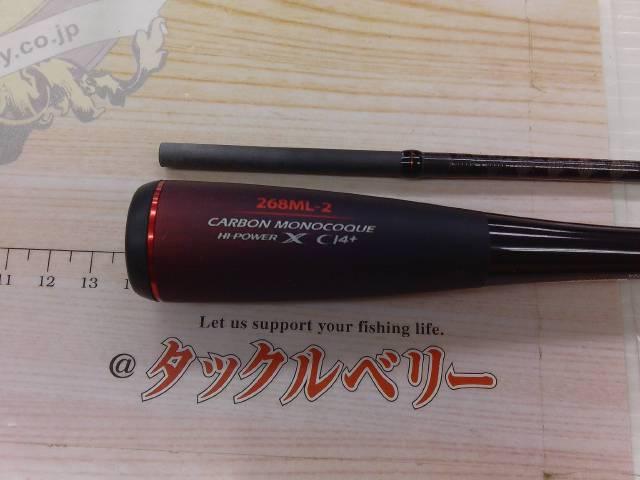 y.co.jp
268ML-2
CARBON MONOCOQUE
HI-POWER X CI4+
11 12 13
Let us support your fishing life.
@タックルベリー